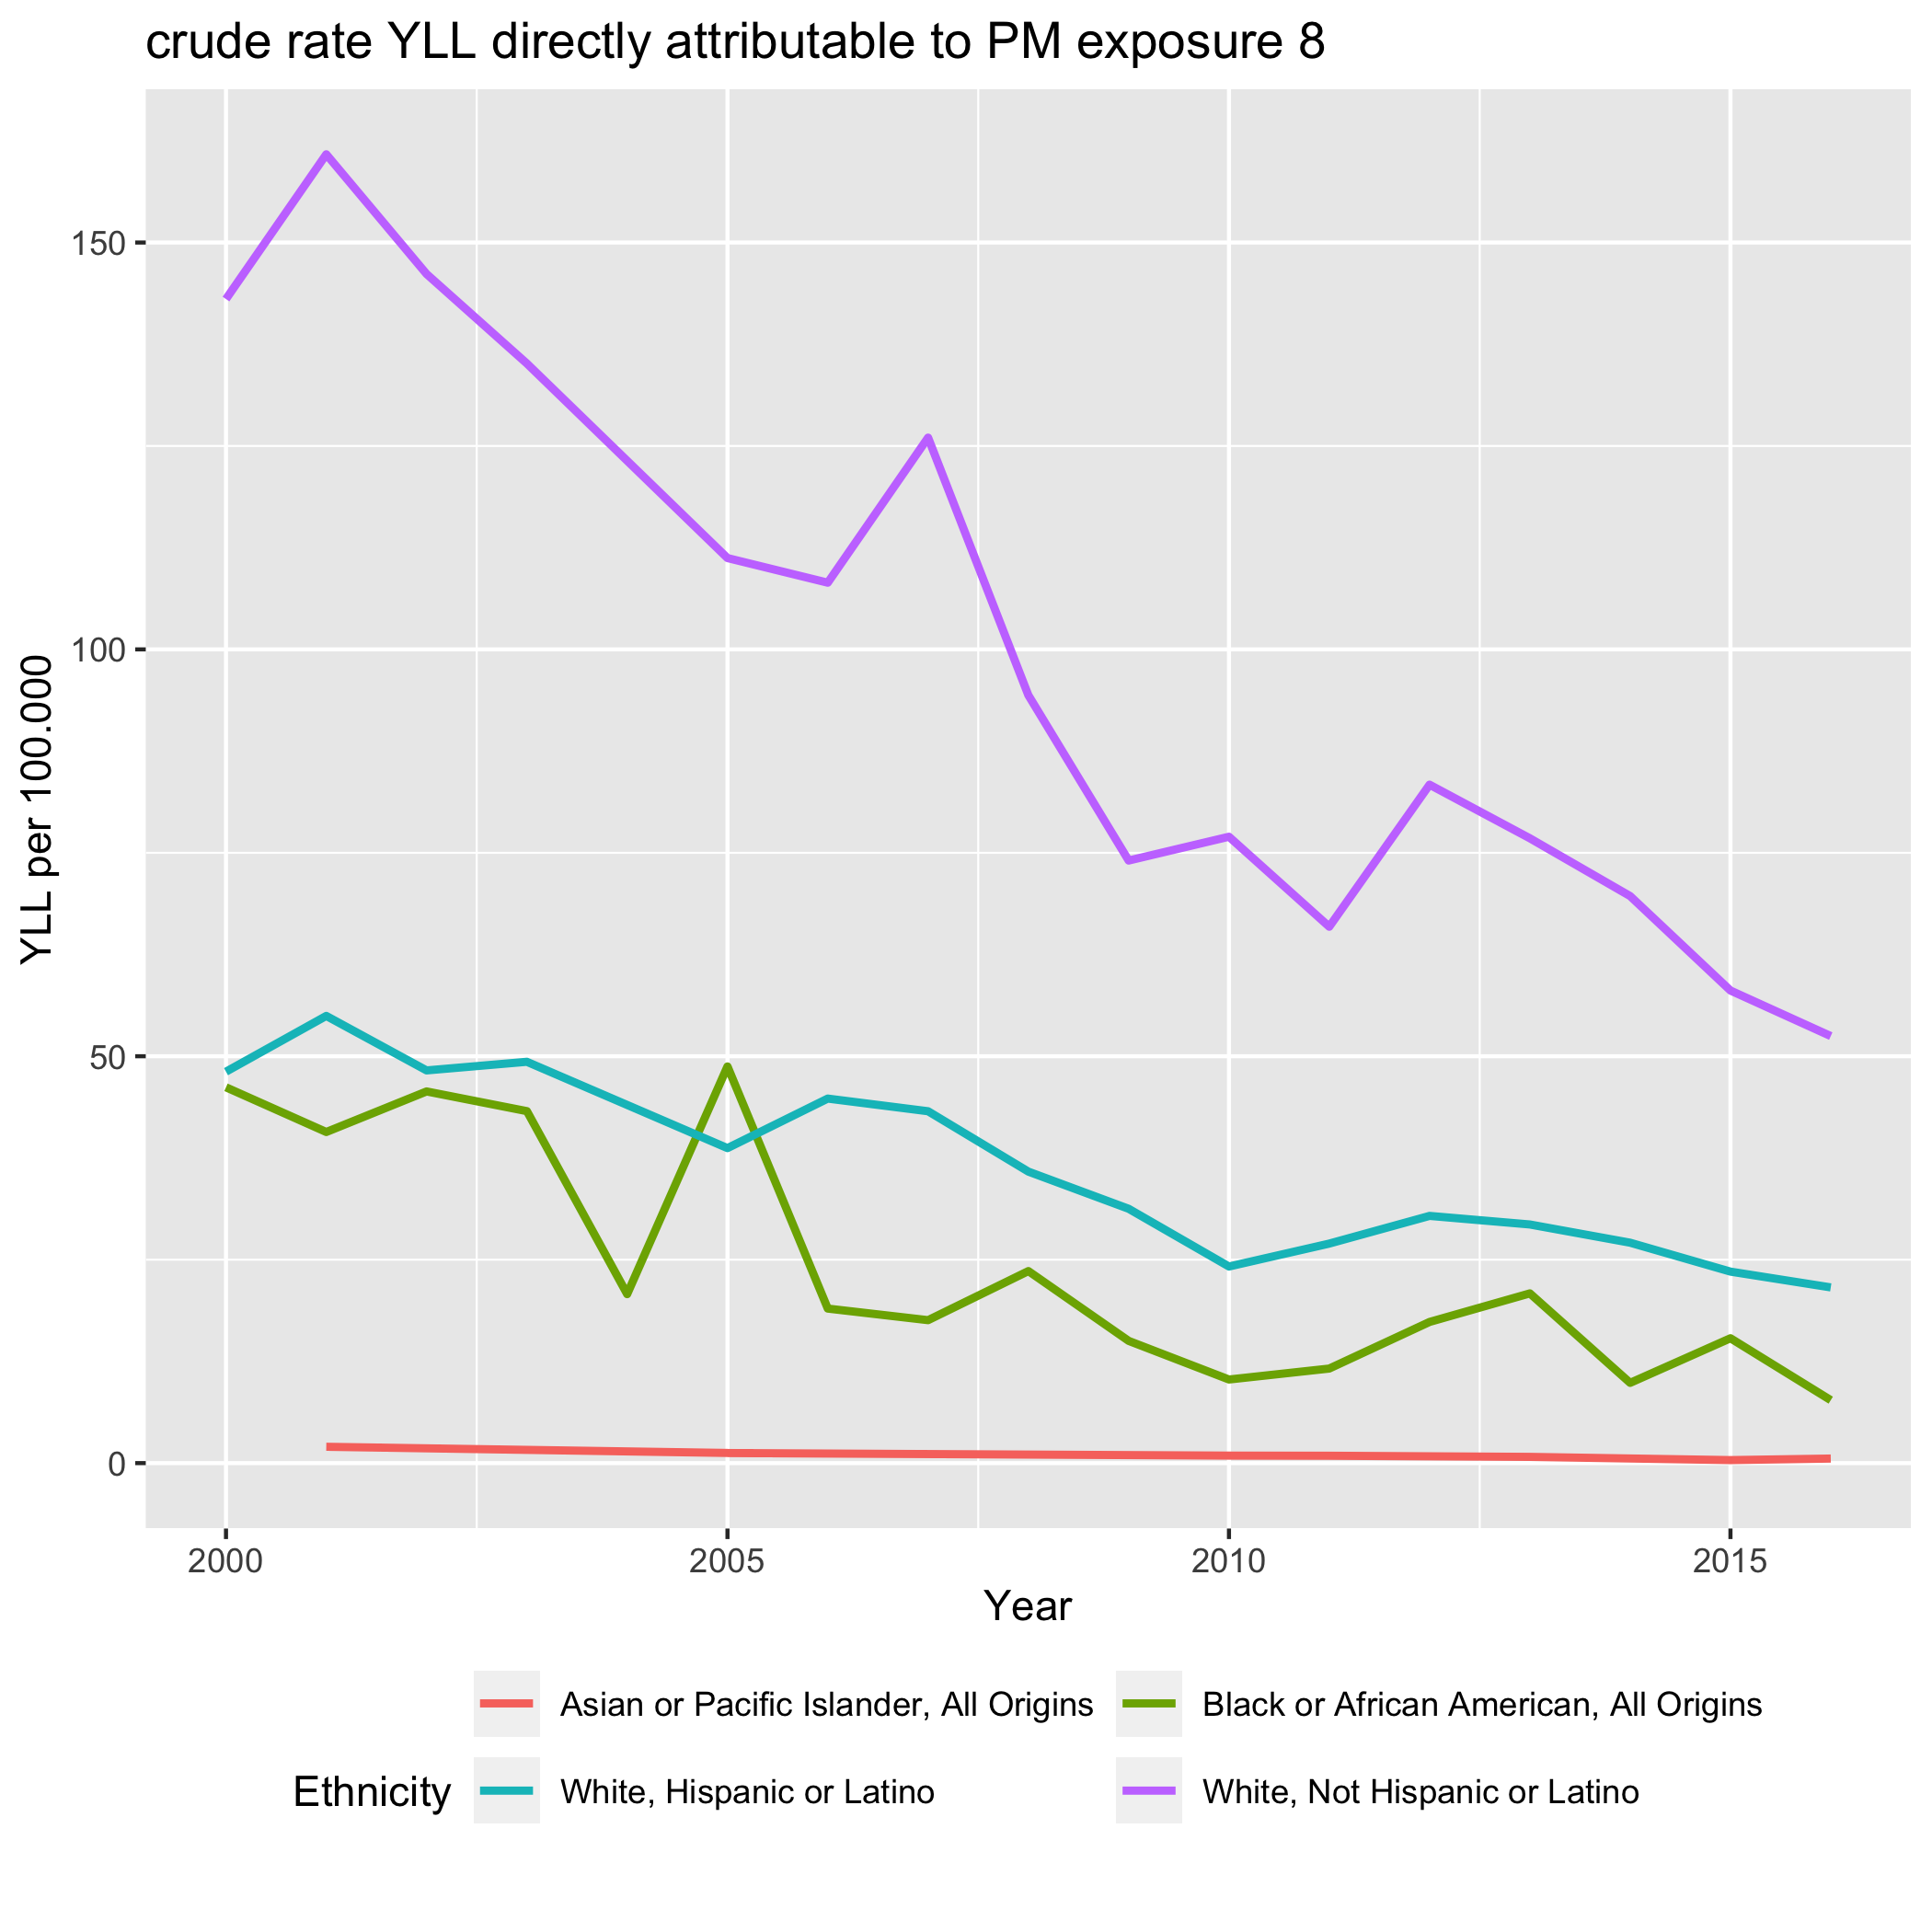 crude rate YLL directly attributable to PM exposure 8
YLL per 100.000
150
100
50
0
2000 2005 2010 2015
Year
Ethnicity
Asian or Pacific Islander, All Origins Black or African American, All Origins
White, Hispanic or Latino White, Not Hispanic or Latino